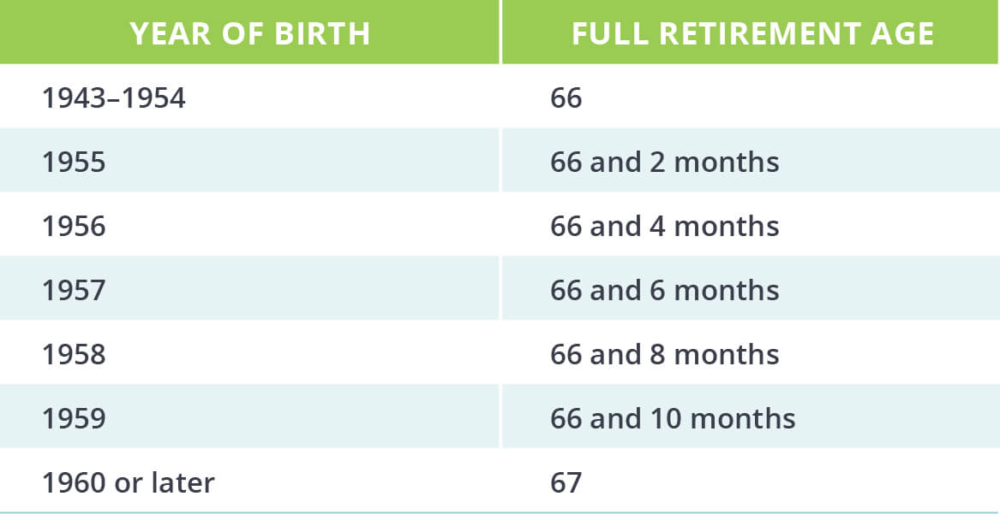 YEAR OF BIRTH FULL RETIREMENT AGE
1943–1954 66
1955 66 and 2 months
1956 66 and 4 months
1957 66 and 6 months
1958 66 and 8 months
1959 66 and 10 months
1960 or later 67